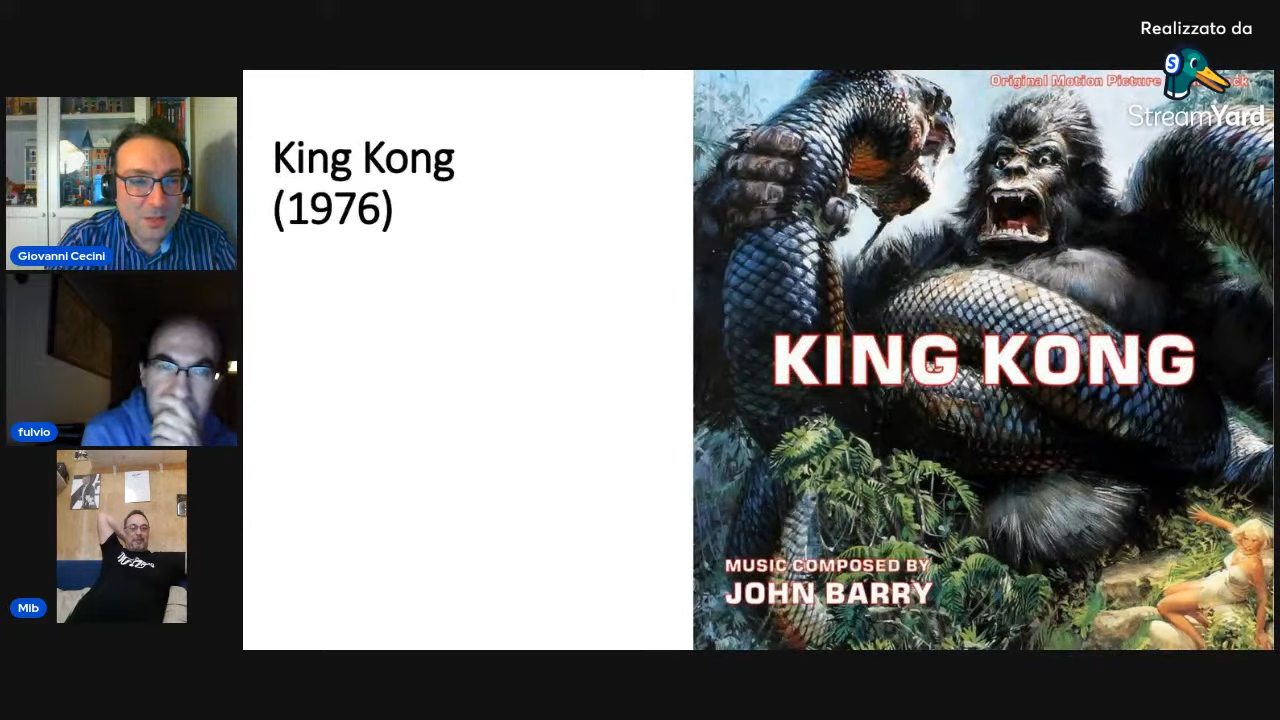 Realizzato da
StreamYard
Giovanni Cecini
fulvio
Mib
King Kong
(1976)
Original Motion Picture
KING KONG
MUSIC COMPOSED BY
JOHN BARRY